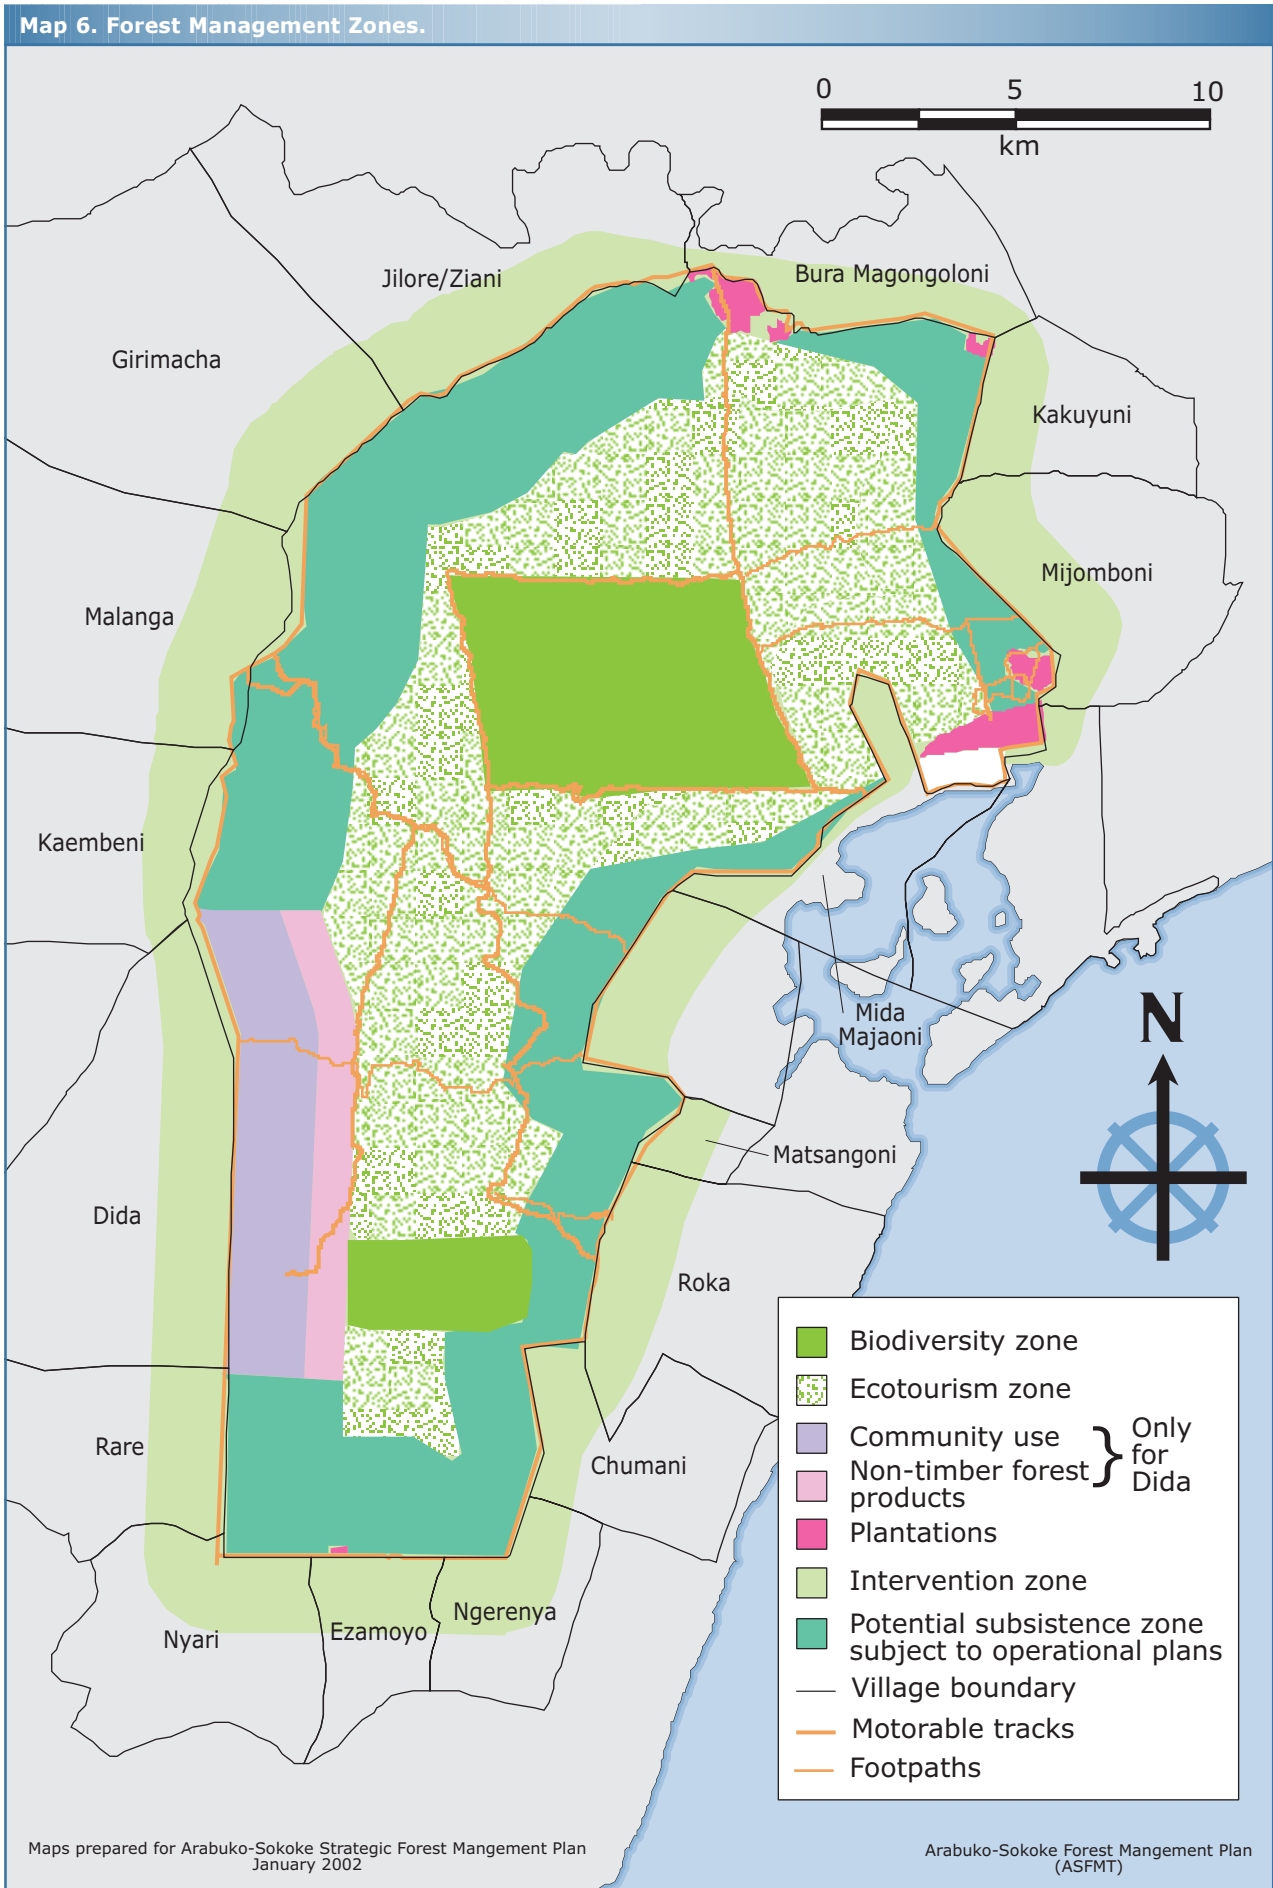 Map 6. Forest Management Zones.
0 5 10
km
Jilore/Ziani
Bura Magongoloni
Girimacha
Kakuyuni
Mijomboni
Malanga
Kaembeni
Mida
Majaoni
N
Matsangoni
Dida
Roka
Rare
Chumani
Ngerenya
Ezamoyo
Nyari
Biodiversity zone
Ecotourism zone
Community use
Non-timber forest
products
} Only
for
Dida
Plantations
Intervention zone
Potential subsistence zone
subject to operational plans
Village boundary
Motorable tracks
Footpaths
Maps prepared for Arabuko-Sokoke Strategic Forest Mangement Plan
January 2002
Arabuko-Sokoke Forest Mangement Plan
(ASFMT)